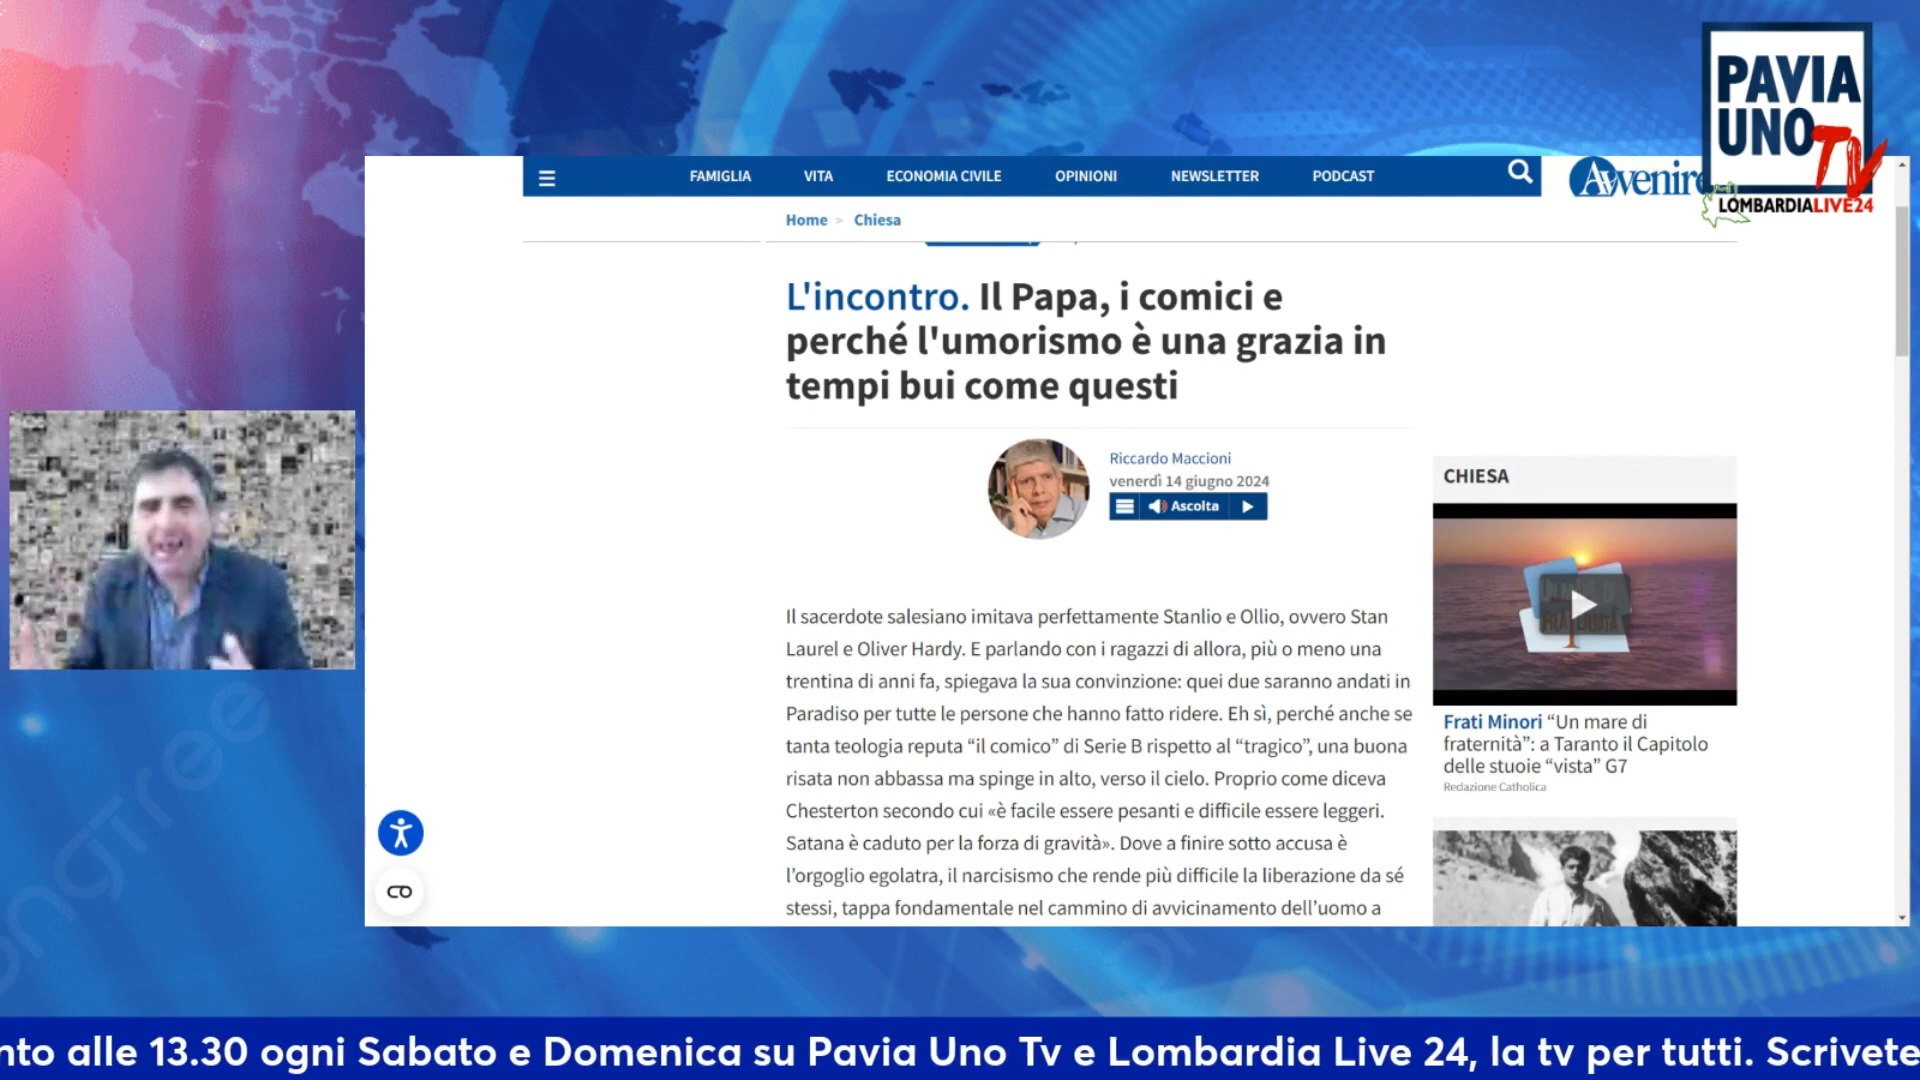 PAVIA
UNO TV
LOMBARDIALIVE24
FAMIGLIA VITA ECONOMIA CIVILE OPINIONI NEWSLETTER PODCAST
Avvenire
Home > Chiesa
L'incontro. Il Papa, i comici e
perché l'umorismo è una grazia in
tempi bui come questi
Riccardo Maccioni
venerdì 14 giugno 2024
Ascolta
Il sacerdote salesiano imitava perfettamente Stanlio e Ollio, ovvero Stan
Laurel e Oliver Hardy. E parlando con i ragazzi di allora, più o meno una
trentina di anni fa, spiegava la sua convinzione: quei due saranno andati in
Paradiso per tutte le persone che hanno fatto ridere. Eh sì, perché anche se
tanta teologia reputa “il comico” di Serie B rispetto al “tragico”, una buona
risata non abbassa ma spinge in alto, verso il cielo. Proprio come diceva
Chesterton secondo cui «è facile essere pesanti e difficile essere leggeri.
Satana è caduto per la forza di gravità». Dove a finire sotto accusa è
l’orgoglio egolatra, il narcisismo che rende più difficile la liberazione da sé
stessi, tappa fondamentale nel cammino di avvicinamento dell’uomo a
CHIESA
Frati Minori “Un mare di
fraternità”: a Taranto il Capitolo
delle stuoie “vista” G7
Redazione Catholica
nto alle 13.30 ogni Sabato e Domenica su Pavia Uno Tv e Lombardia Live 24, la tv per tutti. Scrivete